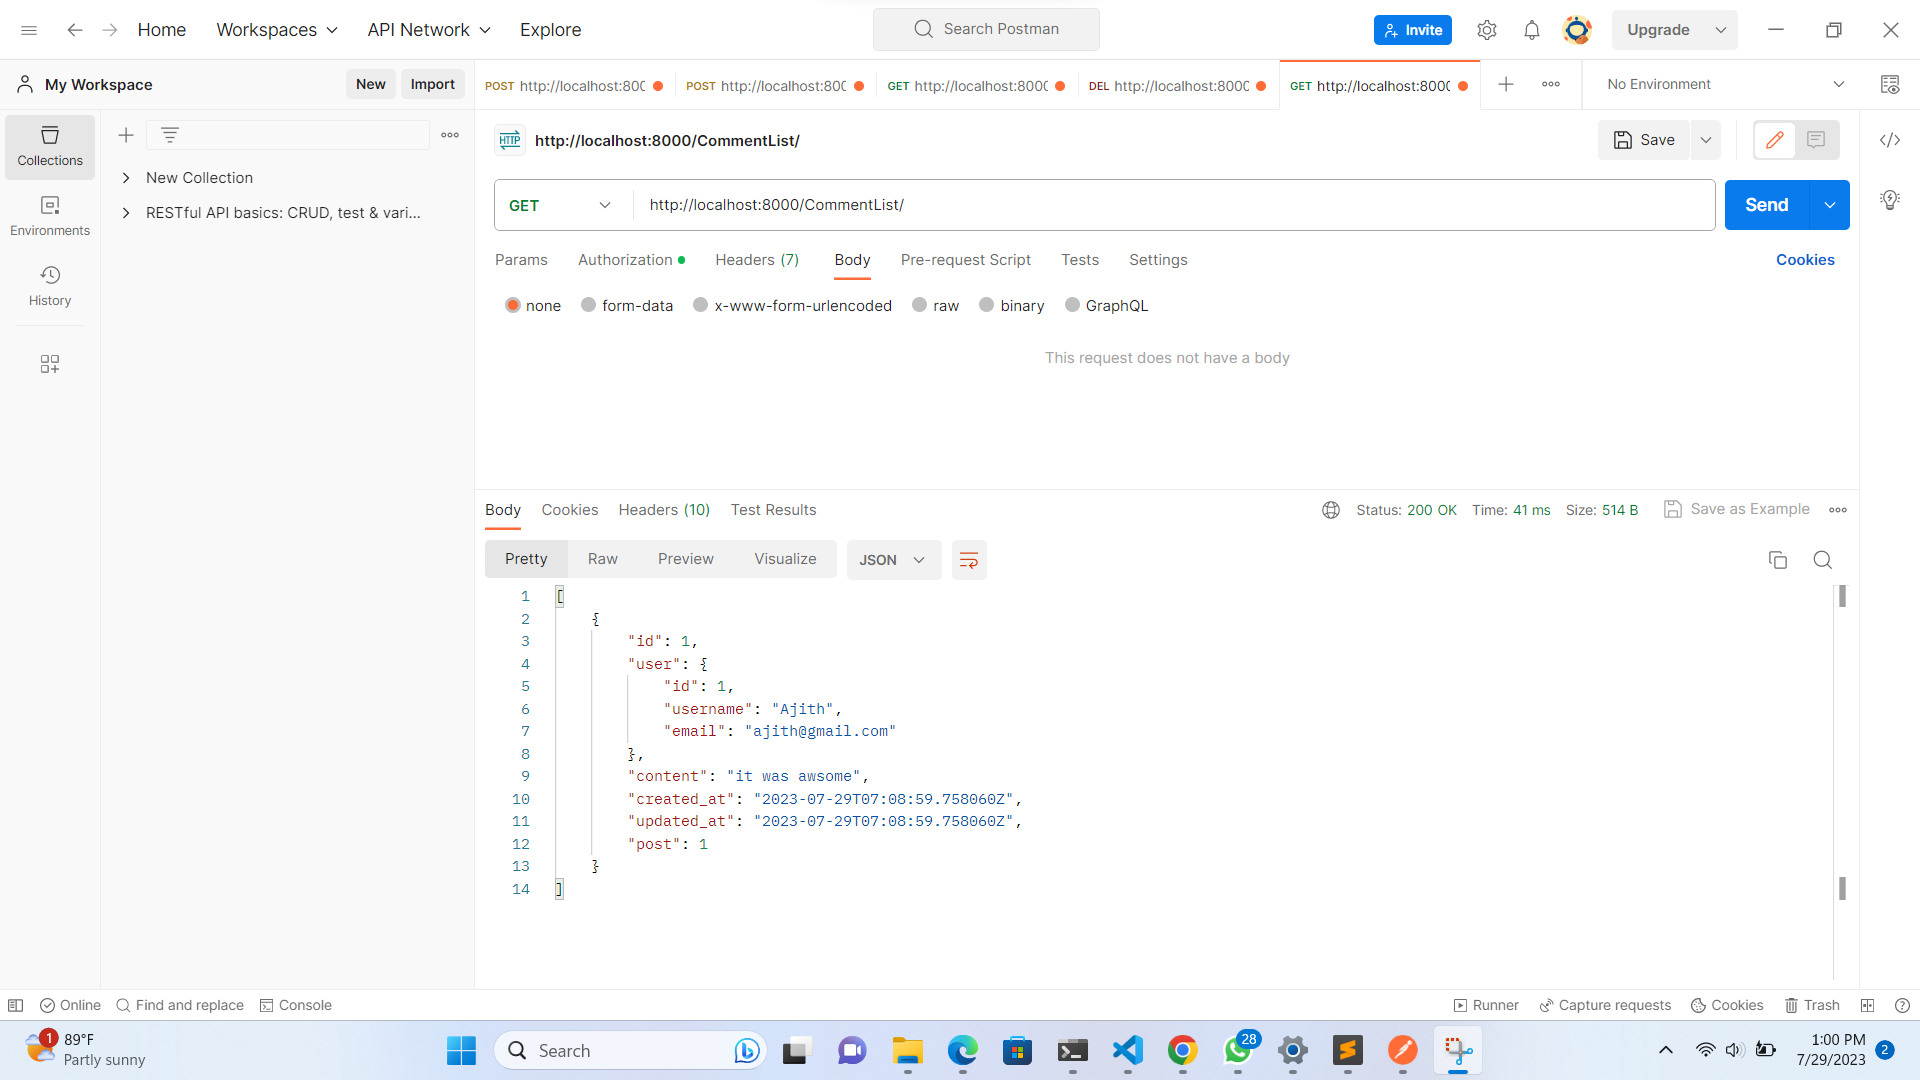 Home
Workspaces
API Network
Explore
Search Postman
Invite
Upgrade
My Workspace
New
Import
POST http://localhost:800
POST http://localhost:800
GET http://localhost:800
DEL http://localhost:800
GET http://localhost:800
No Environment
Collections
Environments
History
New Collection
RESTful API basics: CRUD, test & vari...
HTTP
http://localhost:8000/CommentList/
Save
GET
http://localhost:8000/CommentList/
Send
Params
Authorization
Headers (7)
Body
Pre-request Script
Tests
Settings
Cookies
none
form-data
x-www-form-urlencoded
raw
binary
GraphQL
This request does not have a body
Body
Cookies
Headers (10)
Test Results
Status: 200 OK
Time: 41 ms
Size: 514 B
Save as Example
Pretty
Raw
Preview
Visualize
JSON
1 [
2 {
3 "id": 1,
4 "user": {
5 "id": 1,
6 "username": "Ajith",
7 "email": "ajith@gmail.com"
8 },
9 "content": "it was awsome",
10 "created_at": "2023-07-29T07:08:59.758060Z",
11 "updated_at": "2023-07-29T07:08:59.758060Z",
12 "post": 1
13 }
14 ]
Online
Find and replace
Console
Runner
Capture requests
Cookies
Trash
1
89°F
Partly sunny
Search
28
1:00 PM
7/29/2023
2